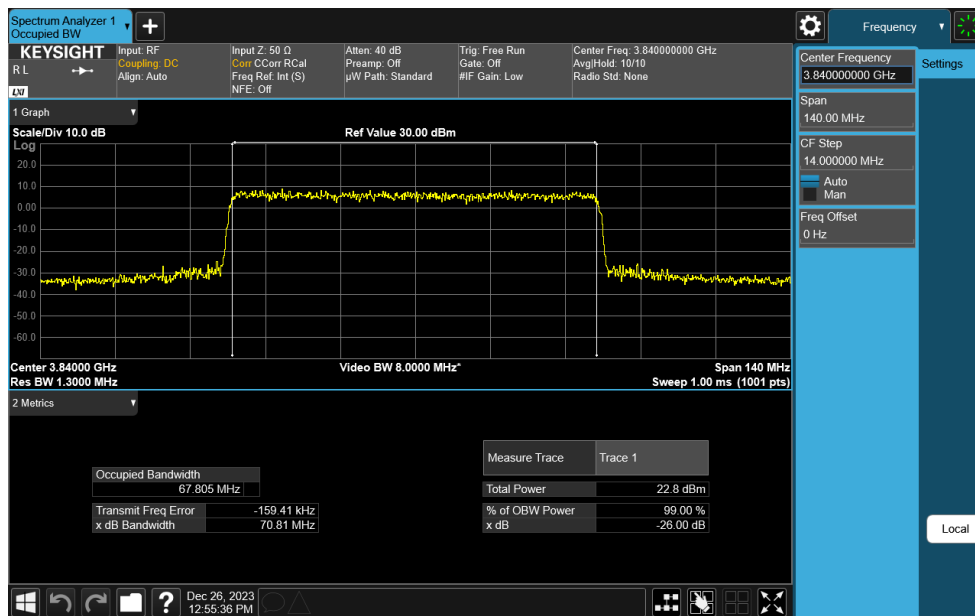 Spectrum Analyzer 1
Occupied BW
Frequency
KEYSIGHT
R L
LXI
Input: RF
Coupling: DC
Align: Auto
Input Z: 50 Ω
Corr CCorr RCal
Freq Ref: Int (S)
NFE: Off
Atten: 40 dB
Preamp: Off
µW Path: Standard
Trig: Free Run
Gate: Off
#IF Gain: Low
Center Freq: 3.840000000 GHz
Avg|Hold: 10/10
Radio Std: None
Center Frequency
3.840000000 GHz
Settings
Span
140.00 MHz
CF Step
14.000000 MHz
Auto
Man
Freq Offset
0 Hz
1 Graph
Scale/Div 10.0 dB
Ref Value 30.00 dBm
Log
20.0
10.0
0.00
-10.0
-20.0
-30.0
-40.0
-50.0
-60.0
Center 3.84000 GHz
Video BW 8.0000 MHz*
Span 140 MHz
Res BW 1.3000 MHz
Sweep 1.00 ms (1001 pts)
2 Metrics
Measure Trace Trace 1
Occupied Bandwidth
67.805 MHz
Total Power 22.8 dBm
Transmit Freq Error -159.41 kHz
% of OBW Power 99.00 %
x dB Bandwidth 70.81 MHz
x dB -26.00 dB
Local
?
Dec 26, 2023
12:55:36 PM